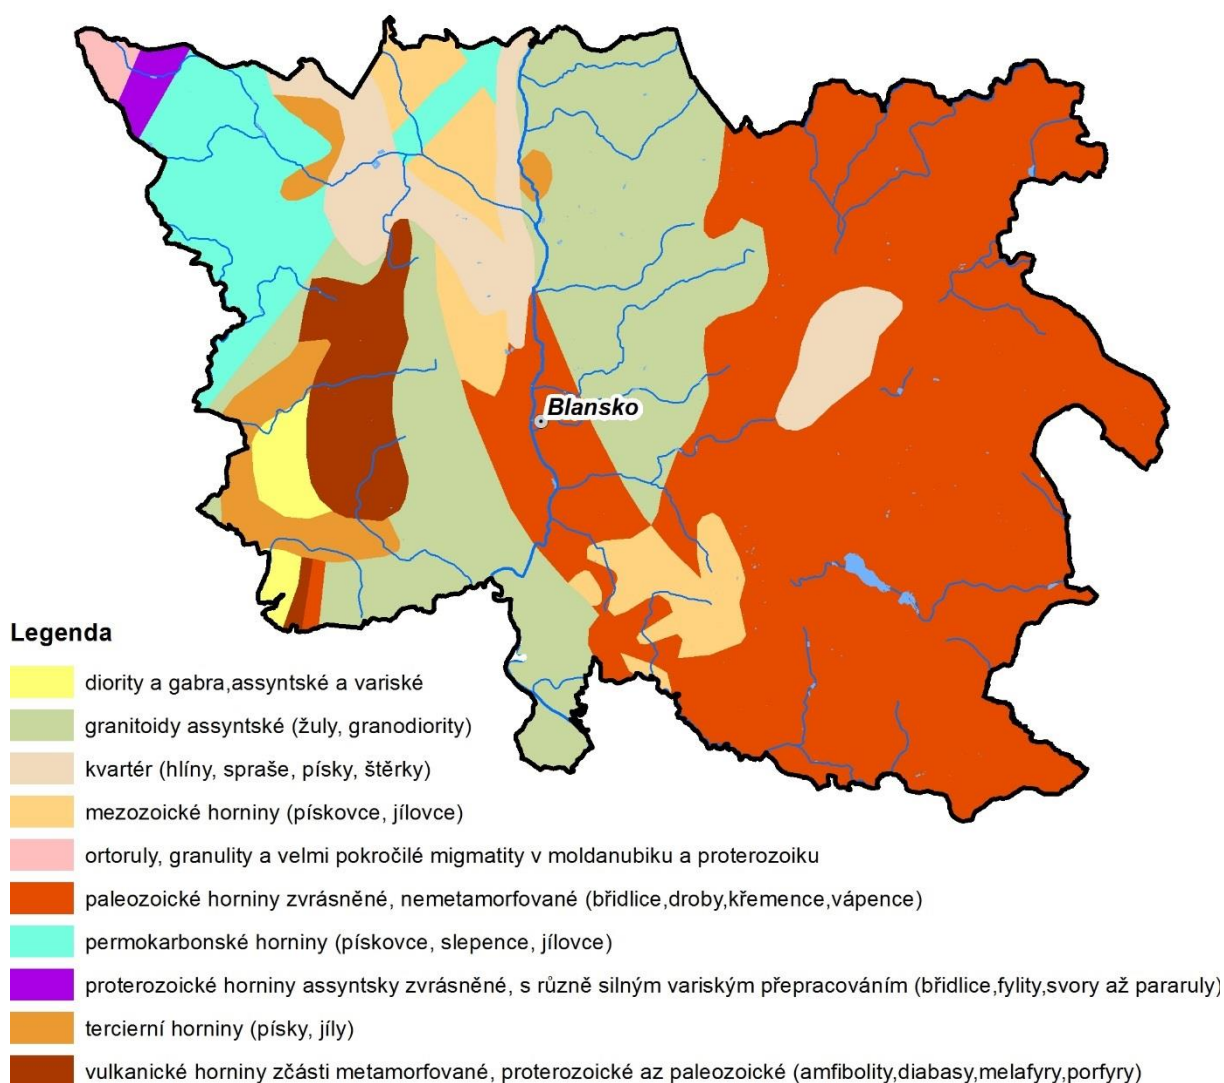 Blansko
Legenda
diority a gabra,assyntské a variské
granitoidy assyntské (žuly, granodiority)
kvartér (hlíny, spraše, písky, štěrky)
mezozoické horniny (pískovce, jílovce)
ortoruly, granulity a velmi pokročilé migmatity v moldanubiku a proterozoiku
paleozoické horniny zvrásněné, nemetamorfované (břidlice,droby,křemence,vápence)
permokarbonské horniny (pískovce, slepence, jílovce)
proterozoické horniny assyntsky zvrásněné, s různě silným variským přepracováním (břidlice,fylity,svory až pararuly)
tercierní horniny (písky, jíly)
vulkanické horniny zčásti metamorfované, proterozoické az paleozoické (amfibolity,diabasy,melafyry,porfyry)